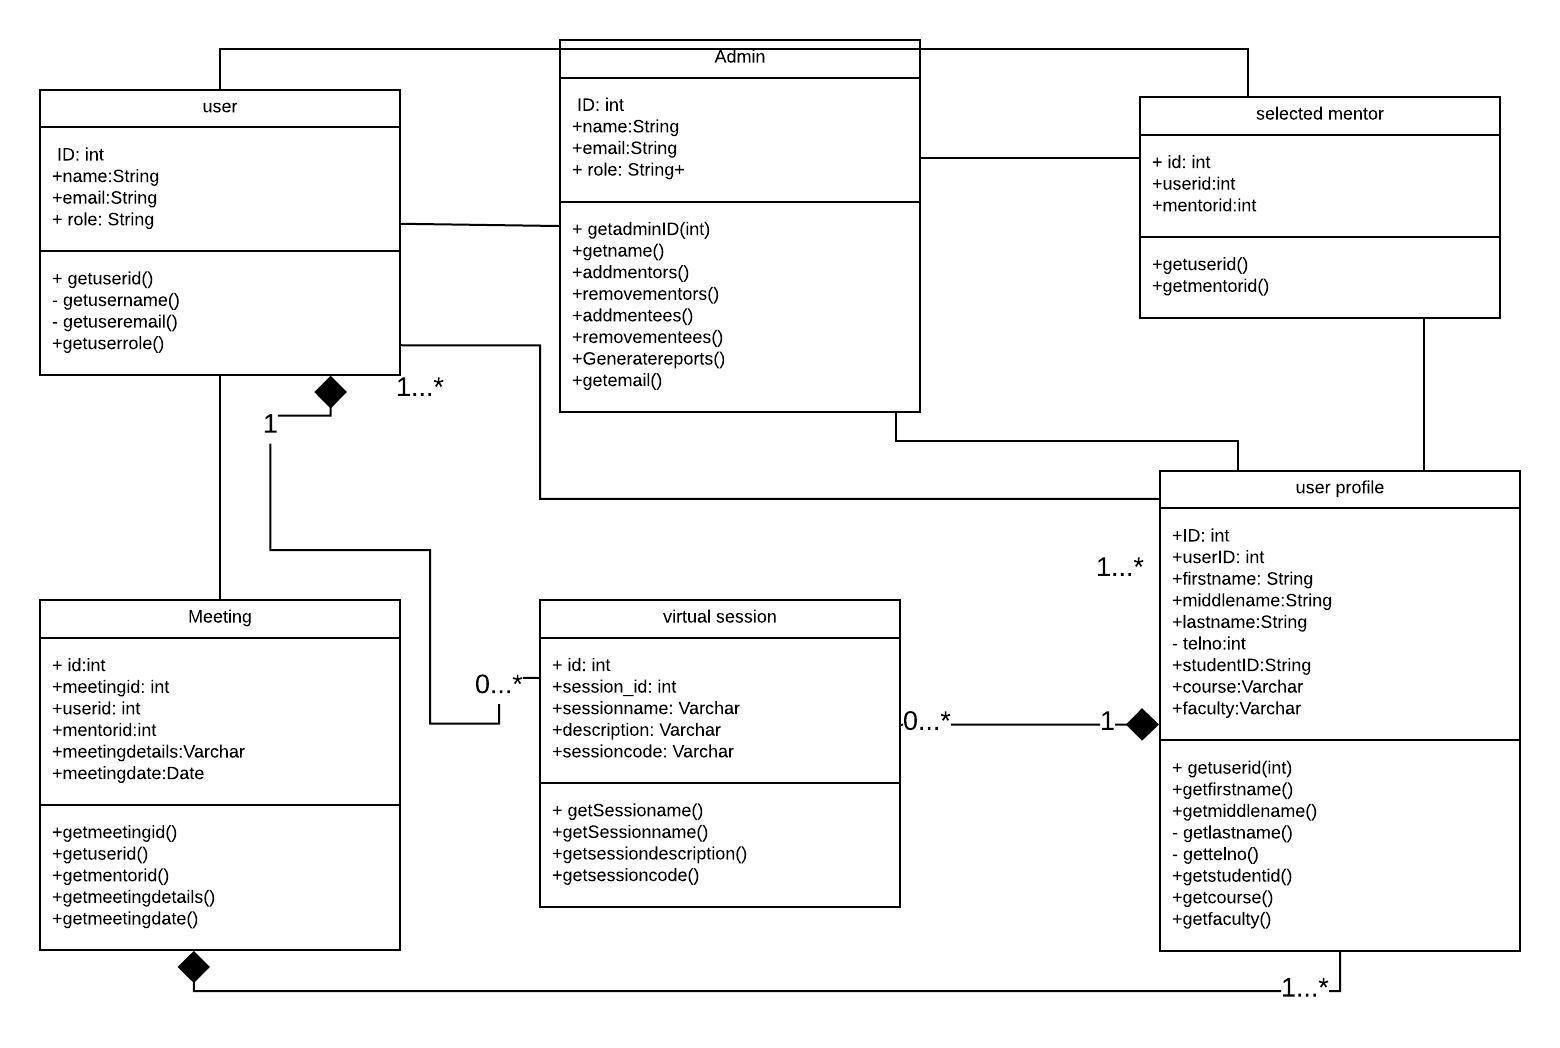 Admin
ID: int
+name:String
+email:String
+ role: String+
+ getadminID(int)
+getname()
+addmentors()
+removementors()
+addmentees()
+removementees()
+Generatereports()
+getemail()
user
ID: int
+name:String
+email:String
+ role: String
+ getuserid()
- getusername()
- getuseremail()
+getuserrole()
selected mentor
+ id: int
+userid:int
+mentorid:int
+getuserid()
+getmentorid()
1...*
1
user profile
+ID: int
+userID: int
+firstname: String
+middlename:String
+lastname:String
- telno:int
+studentID:String
+course:Varchar
+faculty:Varchar
+ getuserid(int)
+getfirstname()
+getmiddlename()
- getlastname()
- gettelno()
+getstudentid()
+getcourse()
+getfaculty()
1...*
Meeting
+ id:int
+meetingid: int
+userid: int
+mentorid:int
+meetingdetails:Varchar
+meetingdate:Date
+getmeetingid()
+getuserid()
+getmentorid()
+getmeetingdetails()
+getmeetingdate()
0...*
virtual session
+ id: int
+session_id: int
+sessionname: Varchar
+description: Varchar
+sessioncode: Varchar
+ getSessioname()
+getSessionname()
+getsessiondescription()
+getsessioncode()
0...*
1
1...*